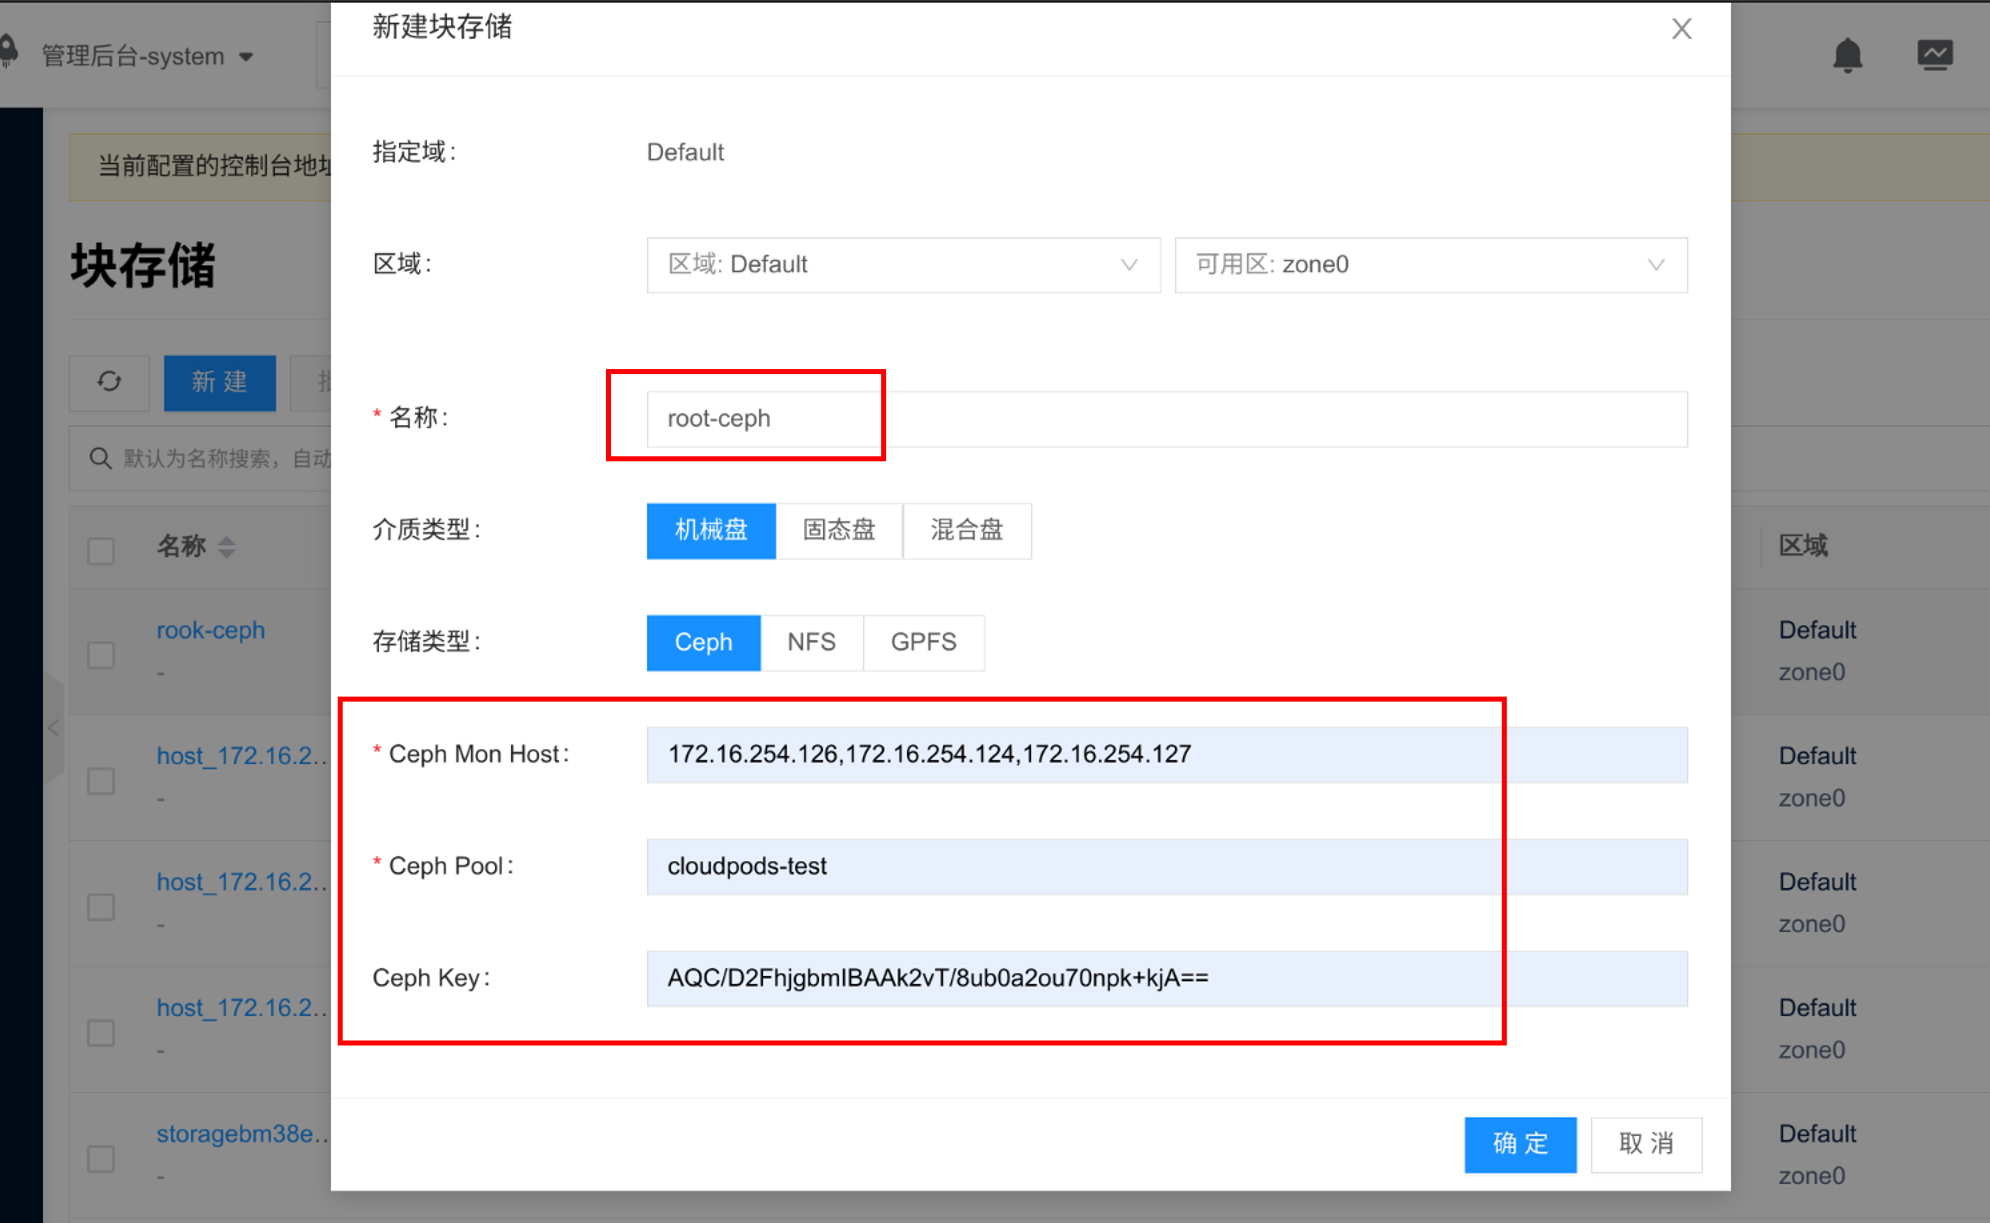 新建块存储
管理后台-system
当前配置的控制台地
指定域:
Default
块存储
区域:
区域: Default
可用区: zone0
新 建
* 名称:
root-ceph
默认为名称搜索，自动
介质类型:
机械盘
固态盘
混合盘
名称
区域
存储类型:
Ceph
NFS
GPFS
rook-ceph
-
Default
zone0
* Ceph Mon Host:
172.16.254.126,172.16.254.124,172.16.254.127
host_172.16.2..
-
Default
zone0
* Ceph Pool:
cloudpods-test
host_172.16.2..
-
Default
zone0
Ceph Key:
AQC/D2FhjgbmIBAAk2vT/8ub0a2ou70npk+kjA==
host_172.16.2..
-
Default
zone0
storagebm38e..
-
Default
zone0
确 定
取 消